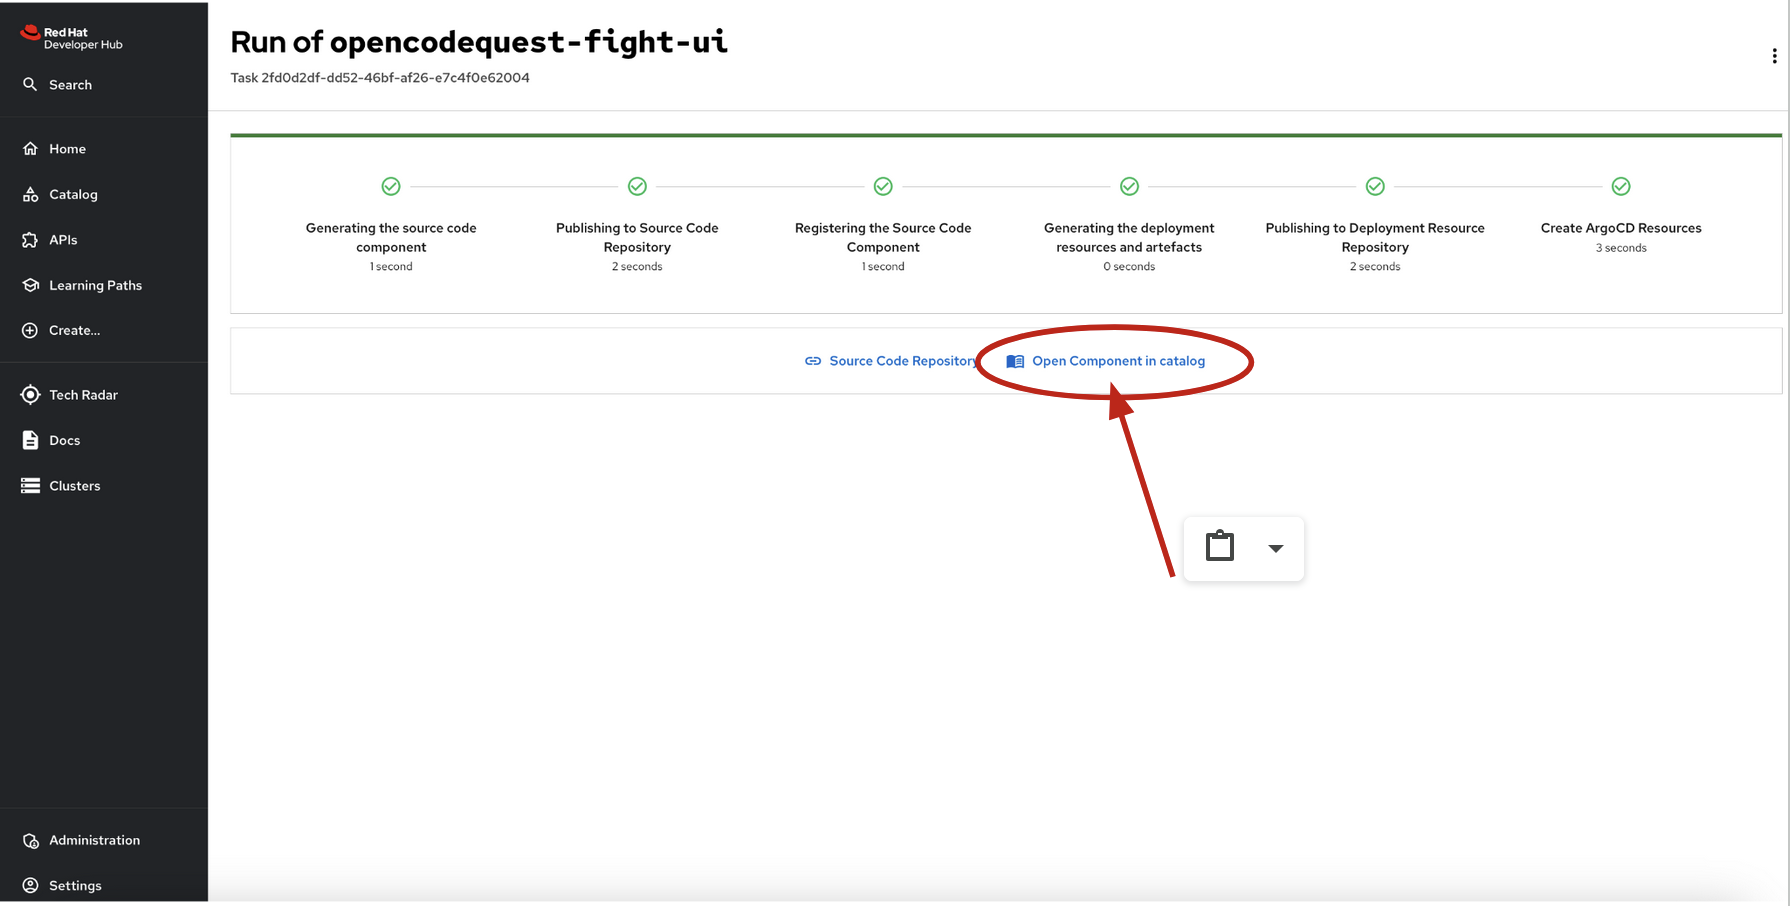 Red Hat
Developer Hub
Search
Home
Catalog
APIs
Learning Paths
Create...
Tech Radar
Docs
Clusters
Administration
Settings
Run of opencodequest-fight-ui
Task 2fd0d2df-dd52-46bf-af26-e7c4f0e62004
Generating the source code
component
1 second
Publishing to Source Code
Repository
2 seconds
Registering the Source Code
Component
1 second
Generating the deployment
resources and artefacts
0 seconds
Publishing to Deployment Resource
Repository
2 seconds
Create ArgoCD Resources
3 seconds
Source Code Repository
Open Component in catalog